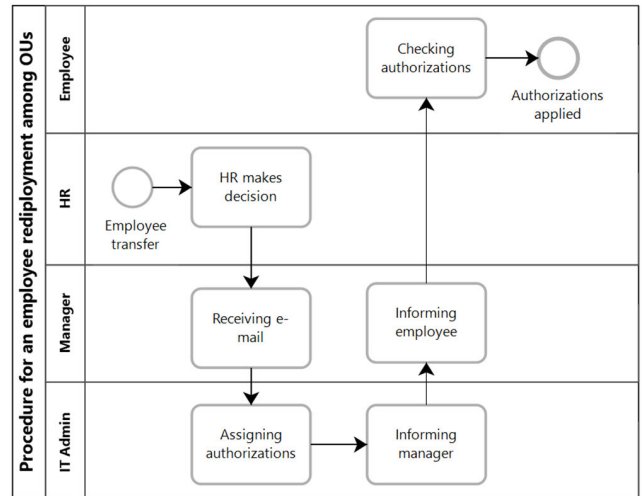 Procedure for an employee rediployment among OUs
Employee
Checking
authorizations
Authorizations
applied
HR
Employee
transfer
HR makes
decision
Manager
Receiving e-
mail
Informing
employee
IT Admin
Assigning
authorizations
Informing
manager